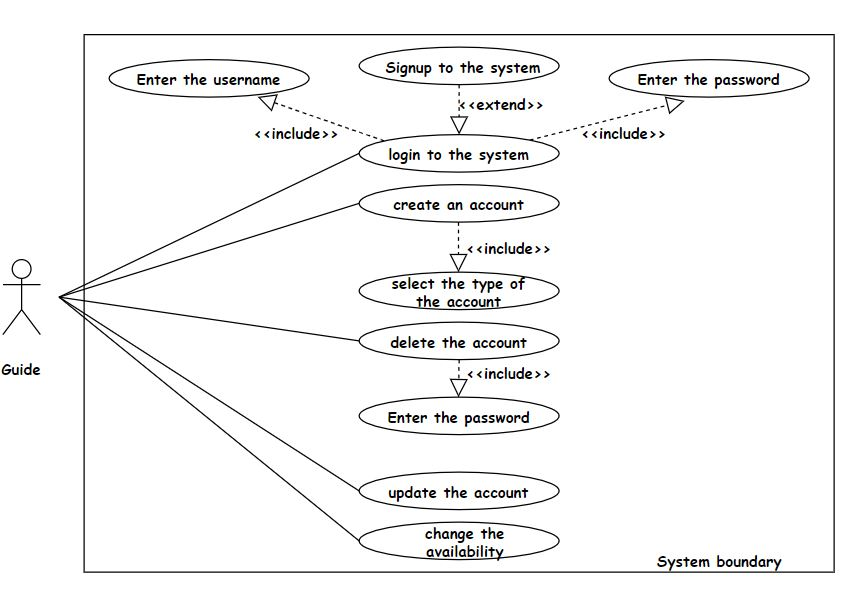 Enter the username
Signup to the system
Enter the password
<<extend>>
<<include>>
<<include>>
login to the system
create an account
<<include>>
select the type of
the account
delete the account
Guide
<<include>>
Enter the password
update the account
change the
availability
System boundary